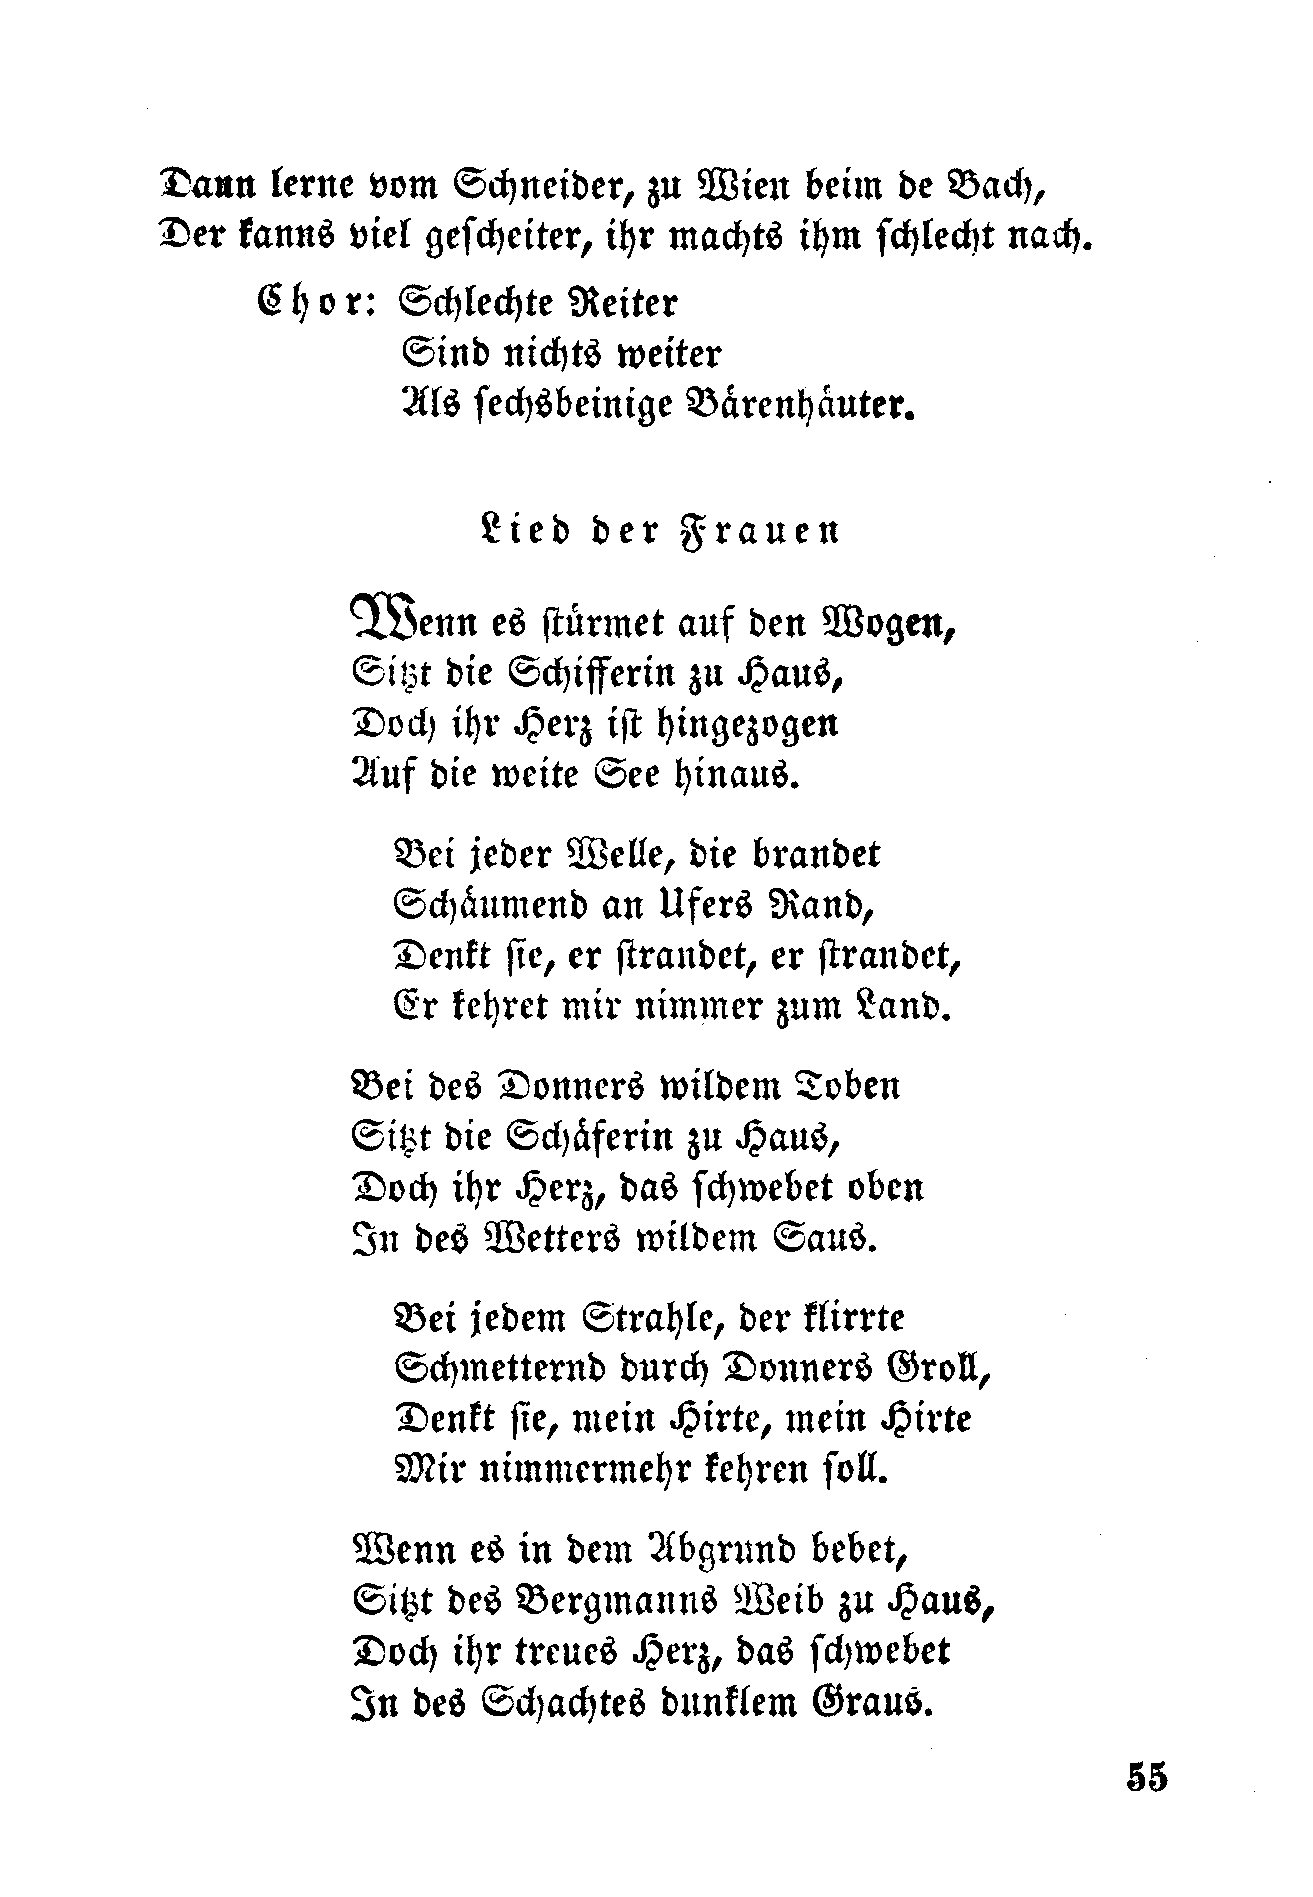 Dann lerne vom Schneider, zu Wien beim de Bach,
Der kanns viel gescheiter, ihr machts ihm schlecht nach.
Chor: Schlechte Reiter
Sind nichts weiter
Als sechsbeinige Bärenhäuter.
Lied der Frauen
Wenn es stürmet auf den Wogen,
Sitzt die Schifferin zu Haus,
Doch ihr Herz ist hingezogen
Auf die weite See hinaus.
Bei jeder Welle, die brandet
Schäumend an Ufers Rand,
Denkt sie, er strandet, er strandet,
Er kehret mir nimmer zum Land.
Bei des Donners wildem Toben
Sitzt die Schäferin zu Haus,
Doch ihr Herz, das schwebet oben
In des Wetters wildem Saus.
Bei jedem Strahle, der klirrte
Schmetternd durch Donners Groll,
Denkt sie, mein Hirte, mein Hirte
Mir nimmermehr kehren soll.
Wenn es in dem Abgrund bebet,
Sitzt des Bergmanns Weib zu Haus,
Doch ihr treues Herz, das schwebet
In des Schachtes dunklem Graus.
55